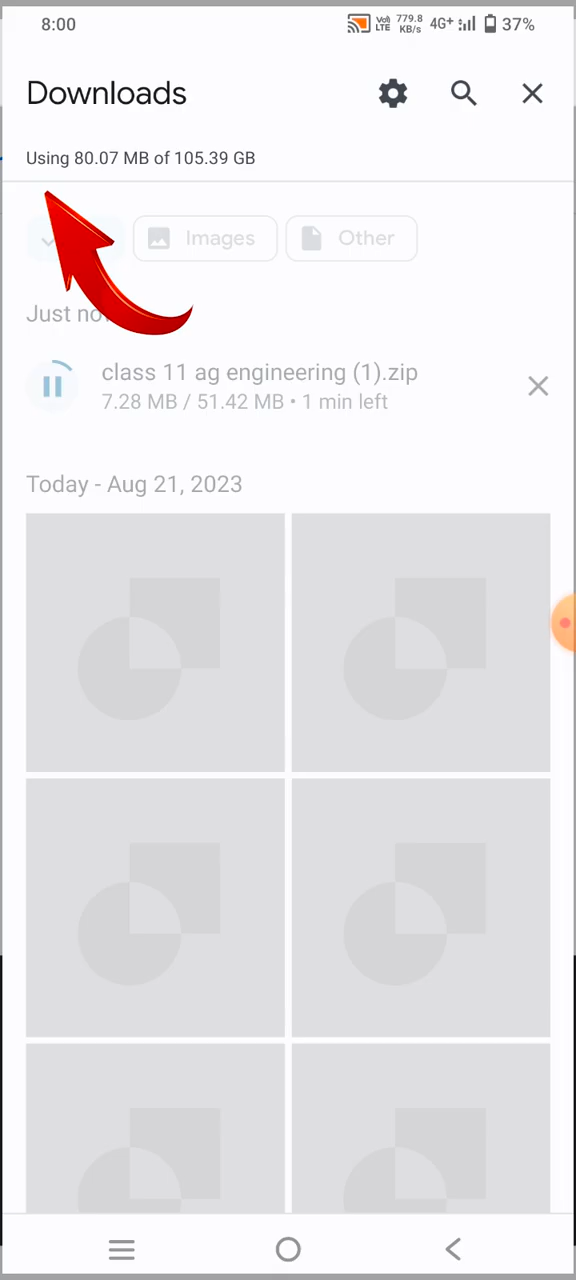 8:00 Vo) LTE 779.8 KB/s 4G+ 37%
Downloads
Using 80.07 MB of 105.39 GB
Images Other
Just
class 11 ag engineering (1).zip
7.28 MB / 51.42 MB • 1 min left
Today - Aug 21, 2023